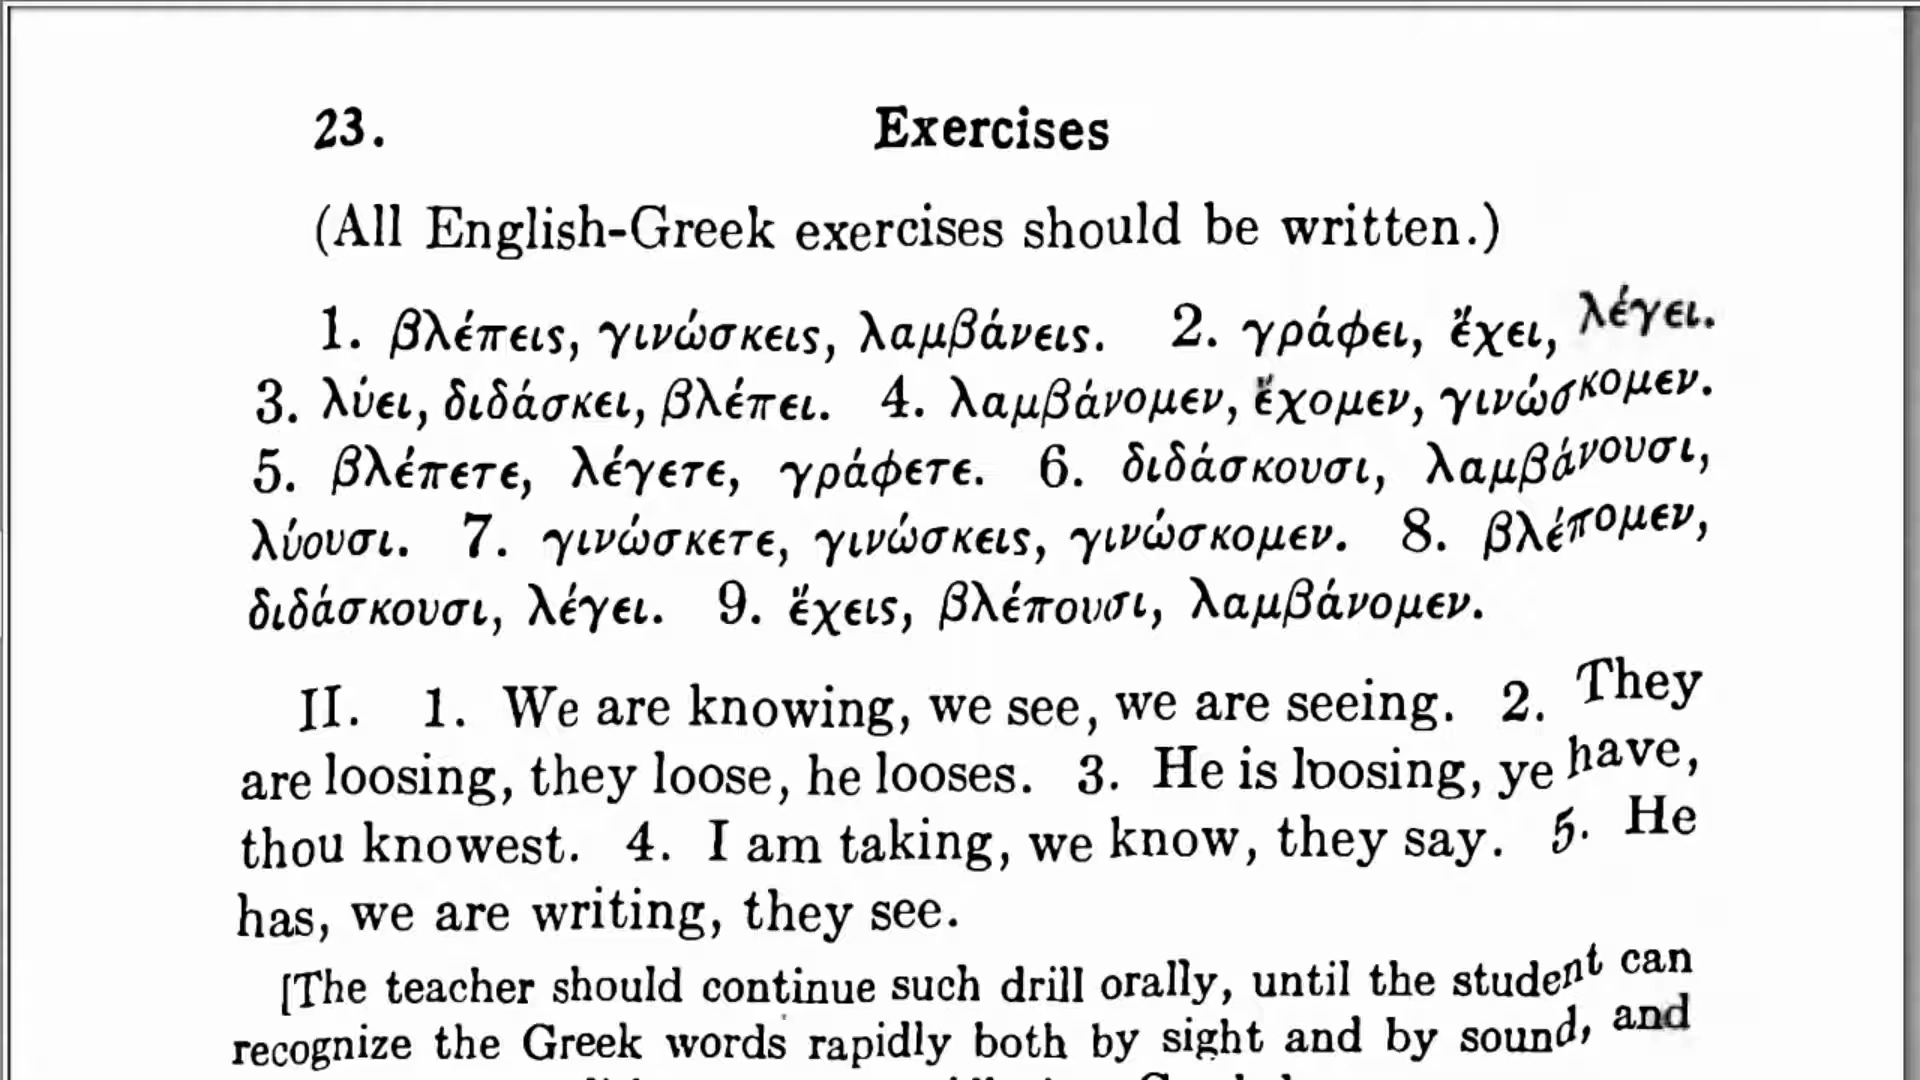 23. Exercises
(All English-Greek exercises should be written.)
1. βλέπεις, γινώσκεις, λαμβάνεις. 2. γράφει, ἔχει, λέγει.
3. λύει, διδάσκει, βλέπει. 4. λαμβάνομεν, ἔχομεν, γινώσκομεν.
5. βλέπετε, λέγετε, γράφετε. 6. διδάσκουσι, λαμβάνουσι,
λύουσι. 7. γινώσκετε, γινώσκεις, γινώσκομεν. 8. βλέπομεν,
διδάσκουσι, λέγει. 9. ἔχεις, βλέπουσι, λαμβάνομεν.
II. 1. We are knowing, we see, we are seeing. 2. They
are loosing, they loose, he looses. 3. He is loosing, ye have,
thou knowest. 4. I am taking, we know, they say. 5. He
has, we are writing, they see.
[The teacher should continue such drill orally, until the student can
recognize the Greek words rapidly both by sight and by sound, and